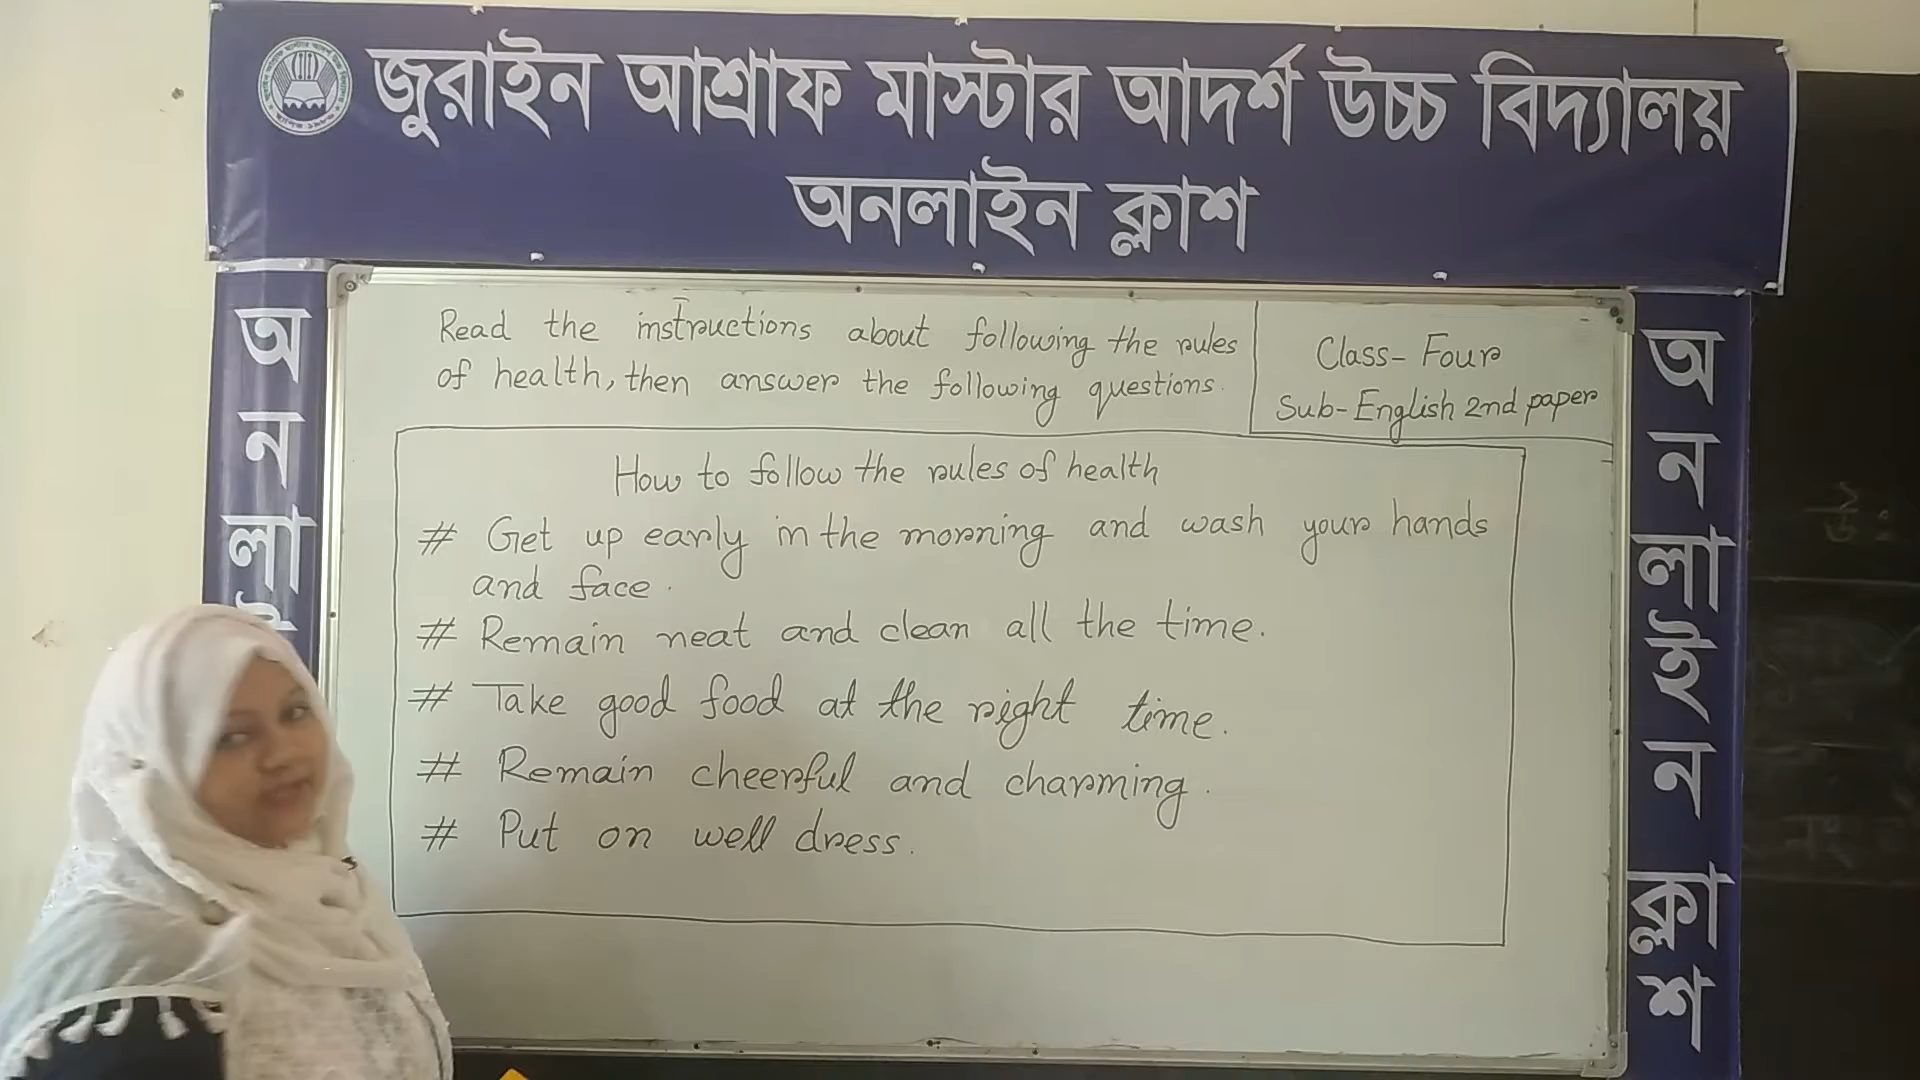 জুরাইন আশ্রাফ মাস্টার আদর্শ উচ্চ বিদ্যালয়
অনলাইন ক্লাশ
অনলা
Read the instructions about following the rules
of health, then answer the following questions.
Class- Four
Sub- English 2nd paper
How to follow the rules of health
# Get up early in the morning and wash your hands
and face.
# Remain neat and clean all the time.
# Take good food at the right time.
# Remain cheerful and charming.
# Put on well dress.
অনলাইন ক্লাশ